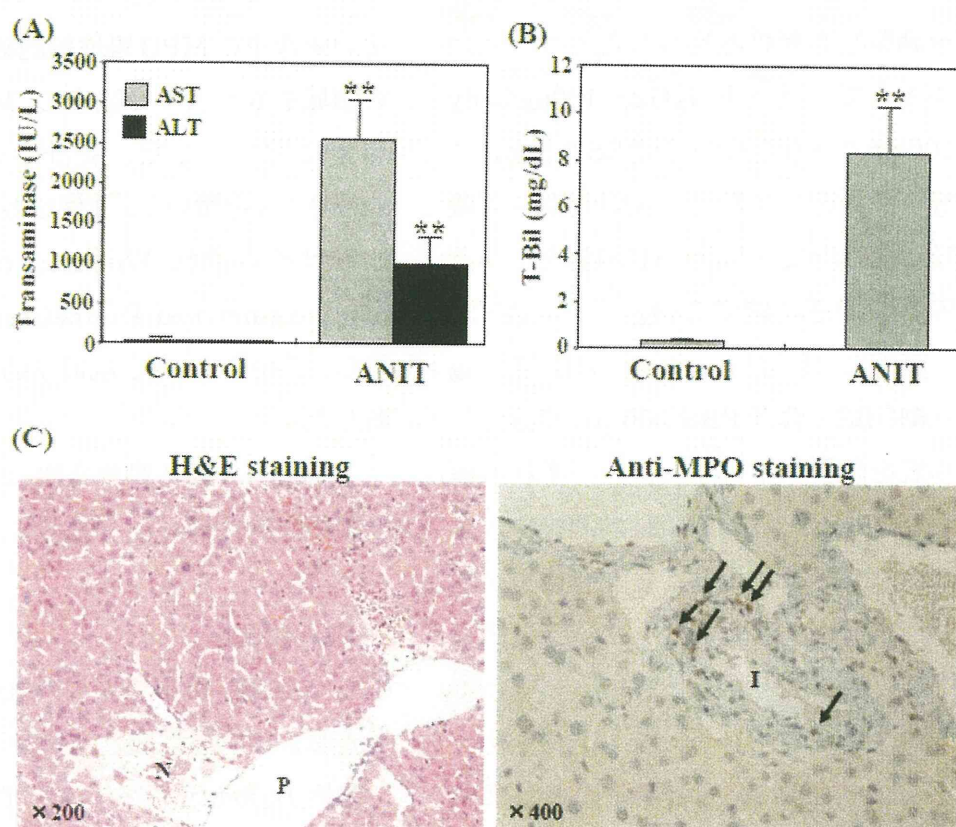 (A)
Transaminase (IU/L)
3500
3000
2500
2000
1500
1000
500
0
AST
ALT
**
**
Control ANIT
(B)
T-Bil (mg/dL)
12
10
8
6
4
2
0
**
Control ANIT
(C)
H&E staining Anti-MPO staining
N
P
× 200
I
× 400